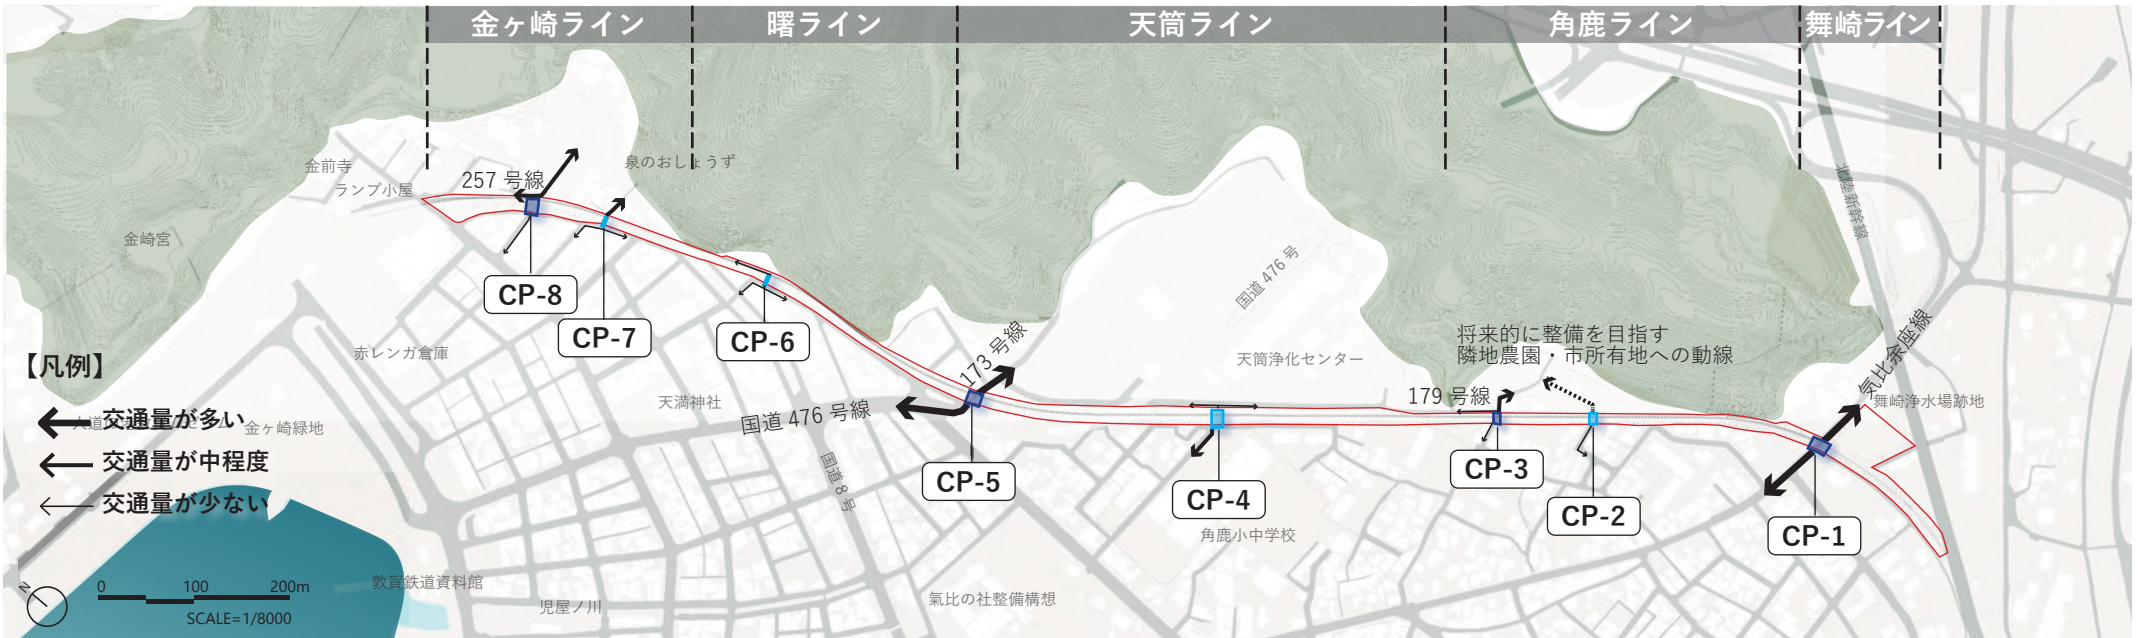 金ヶ崎ライン
曙ライン
天筒ライン
角鹿ライン
舞崎ライン
金前寺
ランプ小屋
257 号線
泉のおしょうず
金崎宮
北陸新幹線
国道 476 号
CP-8
CP-7
CP-6
173 号線
天筒浄化センター
将来的に整備を目指す
隣地農園・市所有地への動線
179 号線
気比余座線
舞崎浄水場跡地
赤レンガ倉庫
天満神社
国道 476 号線
【凡例】
交通量が多い
金ヶ崎緑地
交通量が中程度
交通量が少ない
国道 8 号
CP-5
CP-4
CP-3
CP-2
CP-1
角鹿小中学校
N
0 100 200m
SCALE=1/8000
敦賀鉄道資料館
児屋ノ川
氣比の社整備構想